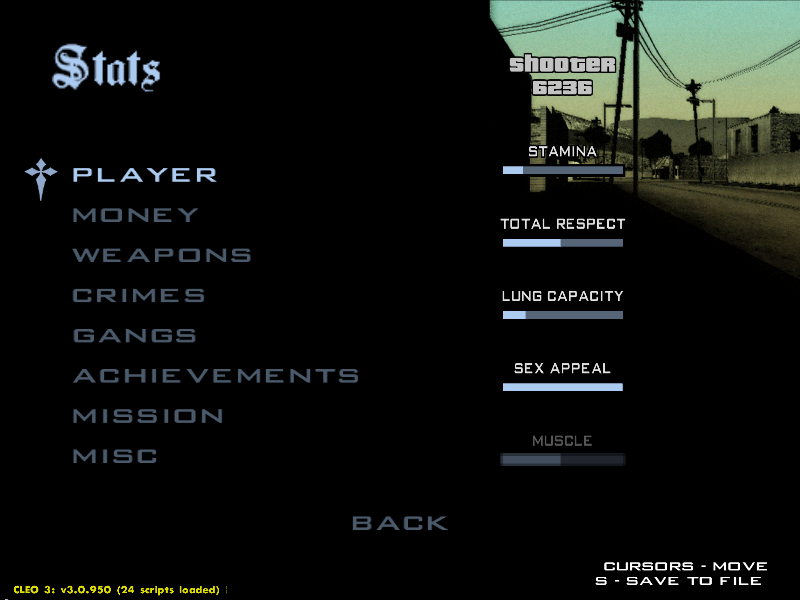 Stats
shooter
6236
STAMINA
PLAYER
MONEY
TOTAL RESPECT
WEAPONS
CRIMES
LUNG CAPACITY
GANGS
ACHIEVEMENTS
SEX APPEAL
MISSION
MUSCLE
MISC
BACK
CURSORS - MOVE
S - SAVE TO FILE
CLEO 3: v3.0.950 (24 scripts loaded)